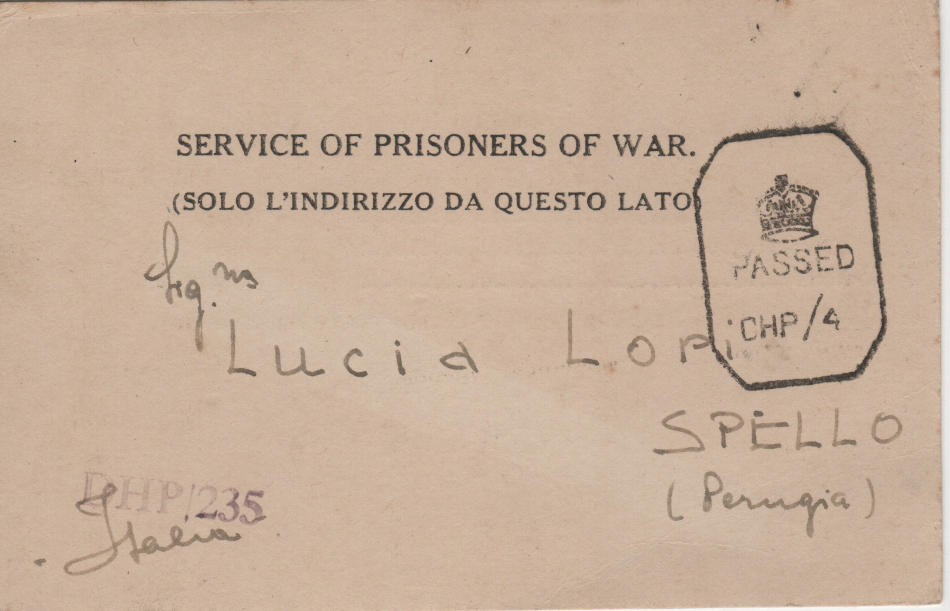 SERVICE OF PRISONERS OF WAR.
(SOLO L'INDIRIZZO DA QUESTO LATO)
PASSED
DHP/4
Sig.na
Lucia Lopi
SPELLO
(Perugia)
DHP/235
Italia